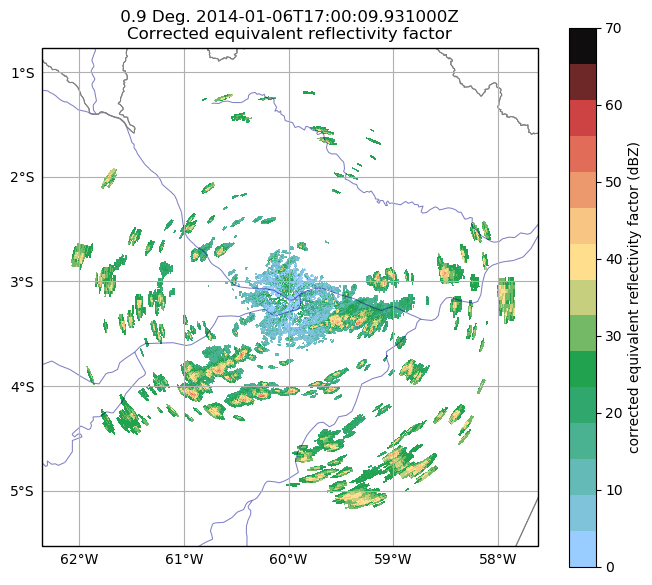 0.9 Deg. 2014-01-06T17:00:09.931000Z
Corrected equivalent reflectivity factor
1°S
2°S
3°S
4°S
5°S
62°W 61°W 60°W 59°W 58°W
70
60
50
40
30
20
10
0
corrected equivalent reflectivity factor (dBZ)